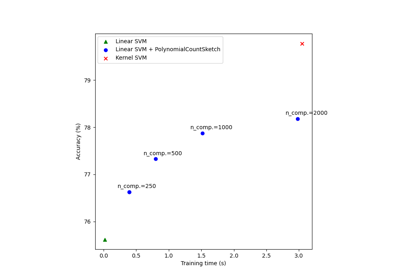 Linear SVM
Linear SVM + PolynomialCountSketch
Kernel SVM
79
78
77
76
Accuracy (%)
n_comp.=2000
n_comp.=1000
n_comp.=500
n_comp.=250
0.0 0.5 1.0 1.5 2.0 2.5 3.0
Training time (s)